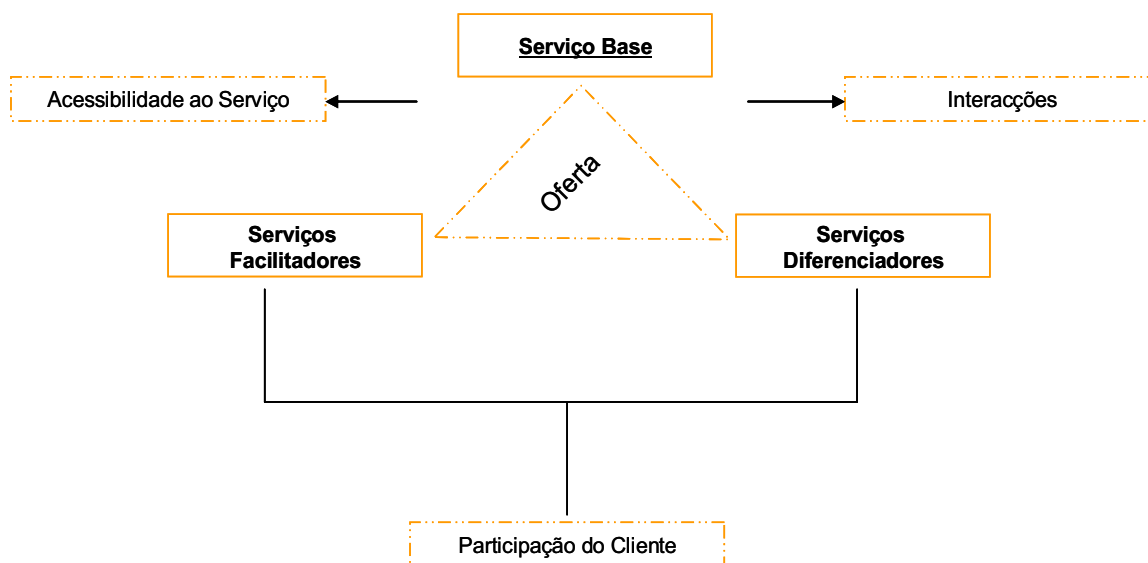 Serviço Base
Acessibilidade ao Serviço
Interacções
Oferta
Serviços
Facilitadores
Serviços
Diferenciadores
Participação do Cliente